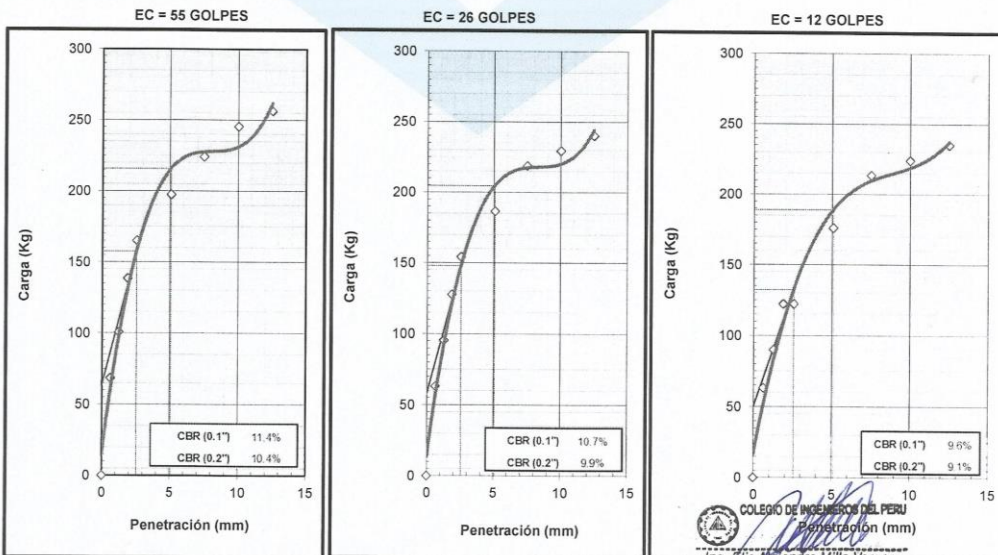 EC = 55 GOLPES
300
250
200
150
100
50
0
Carga (Kg)
CBR (0.1") 11.4%
CBR (0.2") 10.4%
0 5 10 15
Penetración (mm)
EC = 26 GOLPES
300
250
200
150
100
50
0
Carga (Kg)
CBR (0.1") 10.7%
CBR (0.2") 9.9%
0 5 10 15
Penetración (mm)
EC = 12 GOLPES
300
250
200
150
100
50
0
Carga (Kg)
CBR (0.1") 9.6%
CBR (0.2") 9.1%
0 5 10 15
COLEGIO DE INGENIEROS DEL PERU
Penetración (mm)